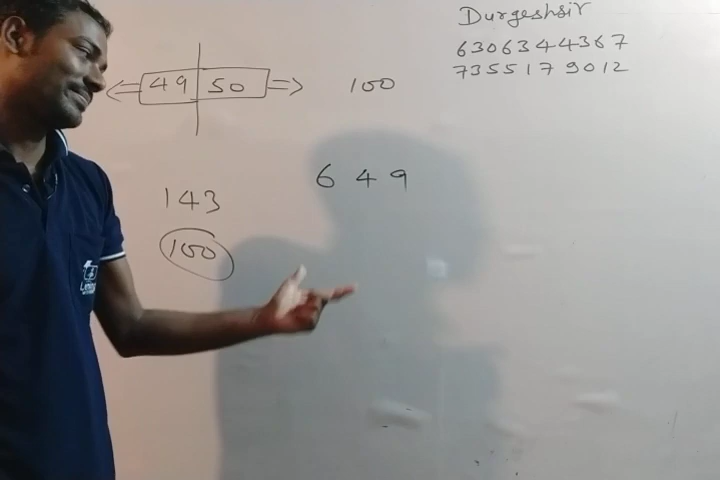 Durgeshsir
6306344367
7355179012
⇐ 49 | 50 ⇒ 100
649
143
100